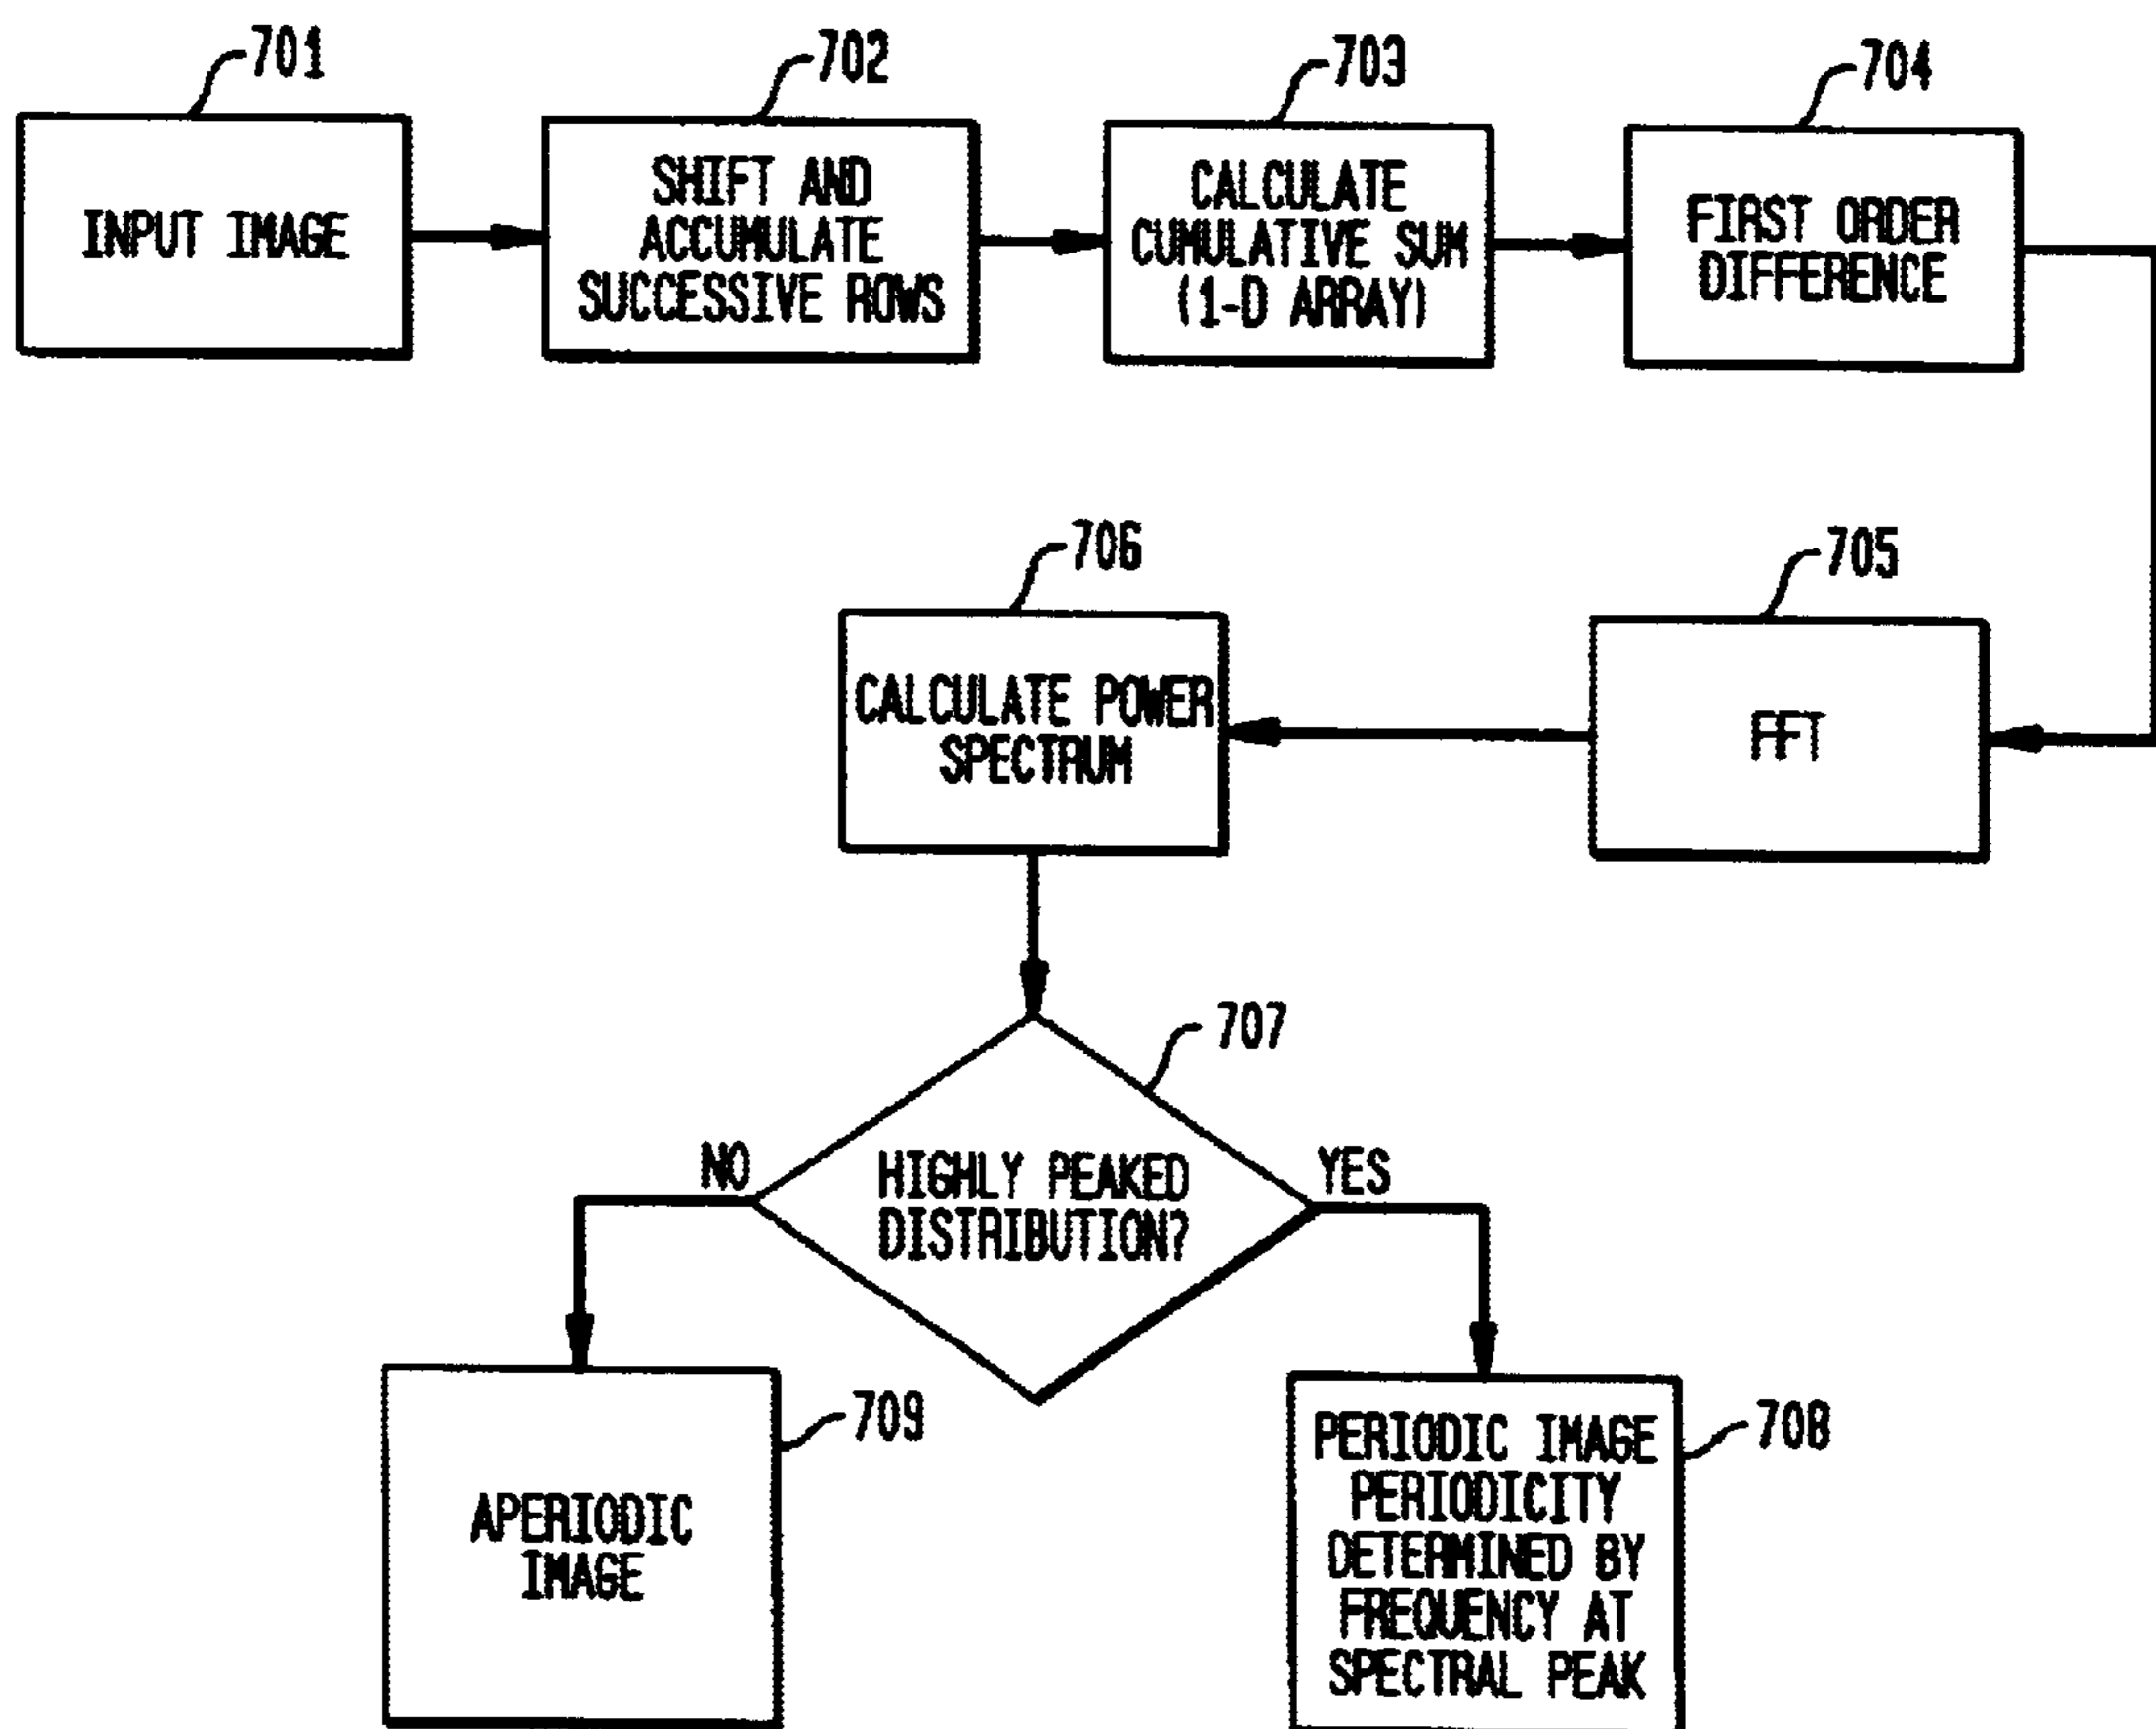 701
INPUT IMAGE
702
SHIFT AND
ACCUMULATE
SUCCESSIVE ROWS
703
CALCULATE
CUMULATIVE SUM
(1-D ARRAY)
704
FIRST ORDER
DIFFERENCE
705
FFT
706
CALCULATE POWER
SPECTRUM
707
HIGHLY PEAKED
DISTRIBUTION?
NO
YES
709
APERIODIC
IMAGE
708
PERIODIC IMAGE
PERIODICITY
DETERMINED BY
FREQUENCY AT
SPECTRAL PEAK